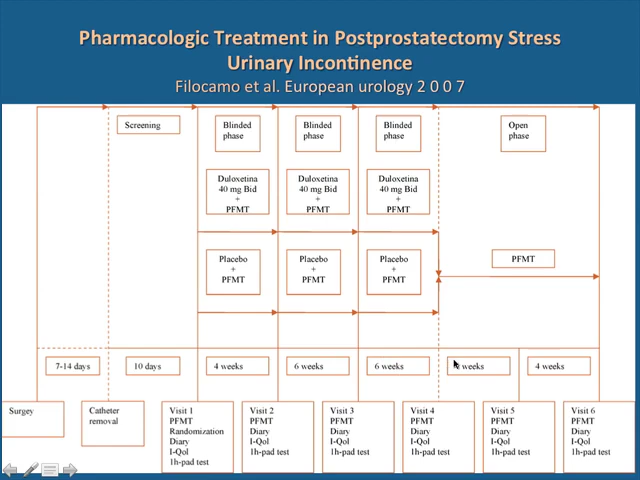 Pharmacologic Treatment in Postprostatectomy Stress
Urinary Incontinence
Filocamo et al. European urology 2 0 0 7
Screening
Blinded
phase
Blinded
phase
Blinded
phase
Open
phase
Duloxetina
40 mg Bid
+
PFMT
Duloxetina
40 mg Bid
+
PFMT
Duloxetina
40 mg Bid
+
PFMT
Placebo
+
PFMT
Placebo
+
PFMT
Placebo
+
PFMT
PFMT
7-14 days
10 days
4 weeks
6 weeks
6 weeks
weeks
4 weeks
Surgey
Catheter
removal
Visit 1
PFMT
Randomization
Diary
I-Qol
1h-pad test
Visit 2
PFMT
Diary
I-Qol
1h-pad test
Visit 3
PFMT
Diary
I-Qol
1h-pad test
Visit 4
PFMT
Diary
I-Qol
1h-pad test
Visit 5
PFMT
Diary
I-Qol
1h-pad test
Visit 6
PFMT
Diary
I-Qol
1h-pad test